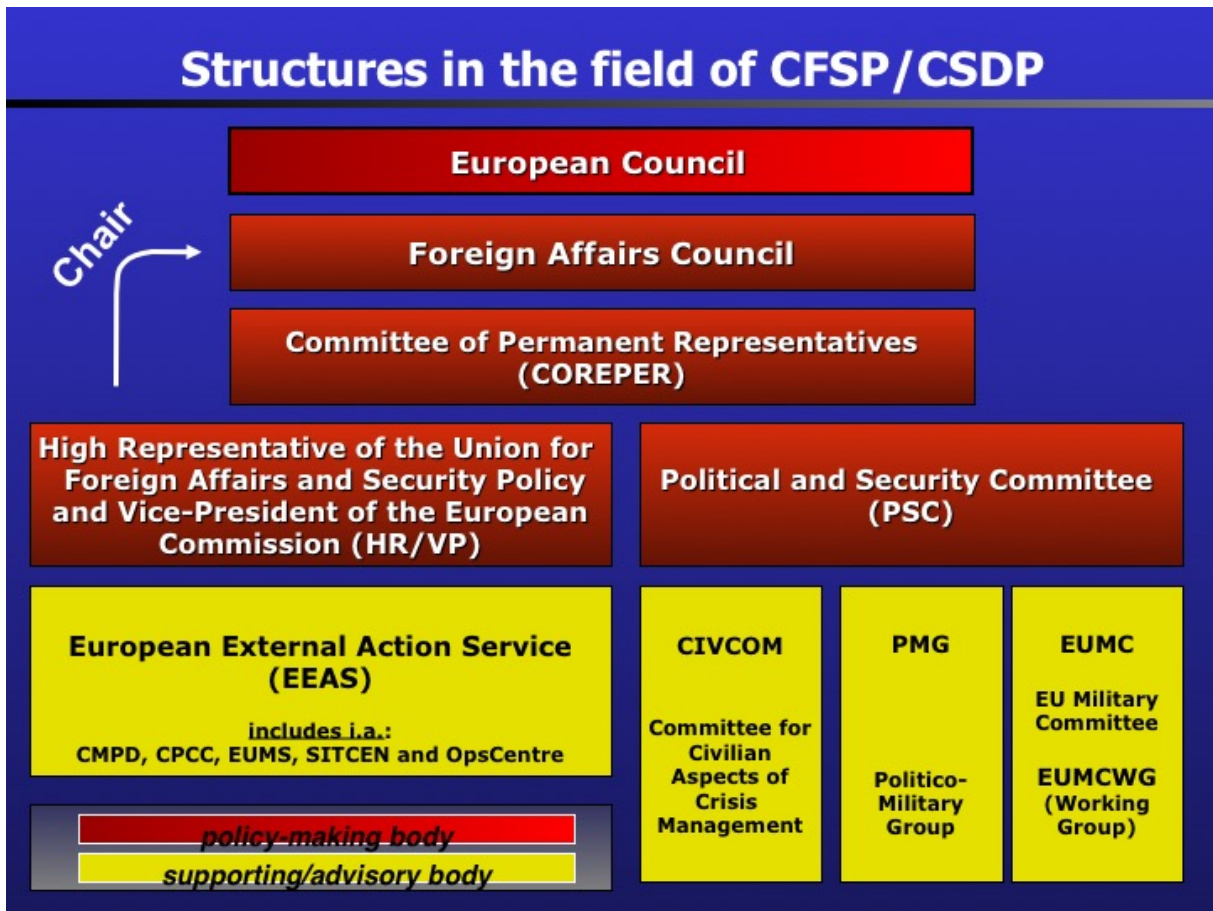 Structures in the field of CFSP/CSDP
European Council
Chair
Foreign Affairs Council
Committee of Permanent Representatives
(COREPER)
High Representative of the Union for
Foreign Affairs and Security Policy
and Vice-President of the European
Commission (HR/VP)
Political and Security Committee
(PSC)
European External Action Service
(EEAS)
includes i.a.:
CMPD, CPCC, EUMS, SITCEN and OpsCentre
CIVCOM
Committee for
Civilian
Aspects of
Crisis
Management
PMG
Politico-
Military
Group
EUMC
EU Military
Committee
EUMCWG
(Working
Group)
policy-making body
supporting/advisory body